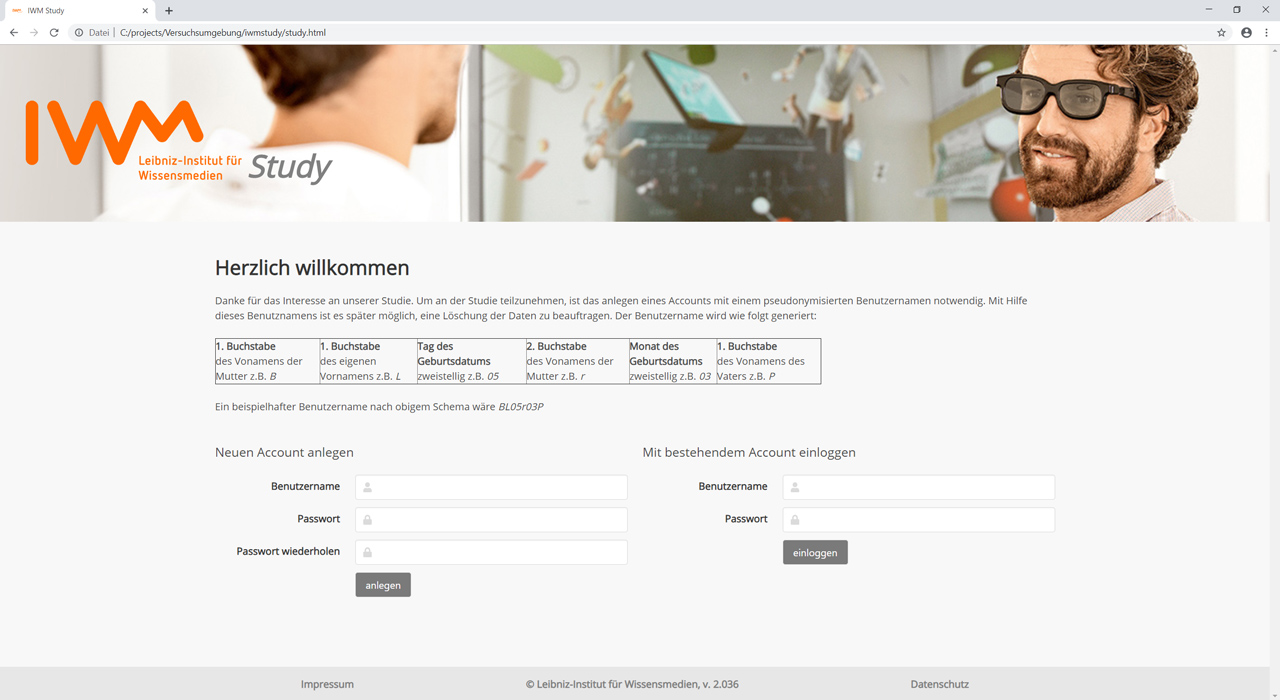 IWM Study
Datei | C:/projects/Versuchsumgebung/iwmstudy/study.html
IWM
Leibniz-Institut für
Wissensmedien
Study
Herzlich willkommen
Danke für das Interesse an unserer Studie. Um an der Studie teilzunehmen, ist das anlegen eines Accounts mit einem pseudonymisierten Benutzernamen notwendig. Mit Hilfe
dieses Benutznamens ist es später möglich, eine Löschung der Daten zu beauftragen. Der Benutzername wird wie folgt generiert:
1. Buchstabe
des Vonamens der
Mutter z.B. B
1. Buchstabe
des eigenen
Vornamens z.B. L
Tag des
Geburtsdatums
zweistellig z.B. 05
2. Buchstabe
des Vonamens der
Mutter z.B. r
Monat des
Geburtsdatums
zweistellig z.B. 03
1. Buchstabe
des Vonamens des
Vaters z.B. P
Ein beispielhafter Benutzername nach obigem Schema wäre BL05r03P
Neuen Account anlegen
Benutzername
Passwort
Passwort wiederholen
anlegen
Mit bestehendem Account einloggen
Benutzername
Passwort
einloggen
Impressum
© Leibniz-Institut für Wissensmedien, v. 2.036
Datenschutz